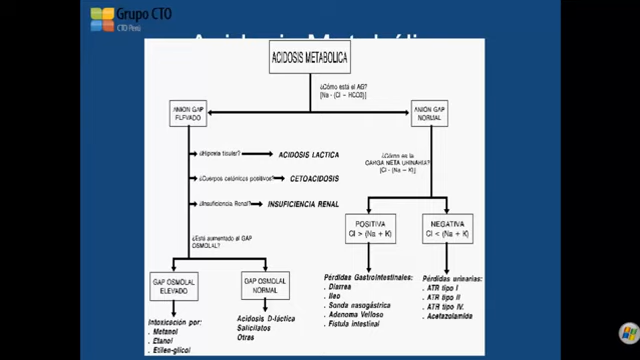 Grupo CTO
CTO Perú
ACIDOSIS METABOLICA
¿Cómo está el AG?
[Na - (Cl - HCO3)]
ANION GAP
ELEVADO
ANION GAP
NORMAL
¿Hipoxia tisular?
ACIDOSIS LACTICA
¿Cuerpos cetónicos positivos?
CETOACIDOSIS
¿Insuficiencia Renal?
INSUFICIENCIA RENAL
¿Está aumentado el GAP
OSMOLAL?
¿Cómo es la
CARGA NETA URINARIA?
[Cl - (Na - K)]
POSITIVA
Cl > (Na + K)
NEGATIVA
Cl < (Na + K)
GAP OSMOLAL
ELEVADO
GAP OSMOLAL
NORMAL
Intoxicación por:
. Metanol
. Etanol
. Etilen-glicol
Acidosis D-láctica
Salicilatos
Otras
Pérdidas Gastrointestinales:
. Diarrea
. Ileo
. Sonda nasogástrica
. Adenoma Velloso
. Fístula intestinal
Pérdidas urinarias:
. ATR tipo I
. ATR tipo II
. ATR tipo IV.
. Acetazolamida